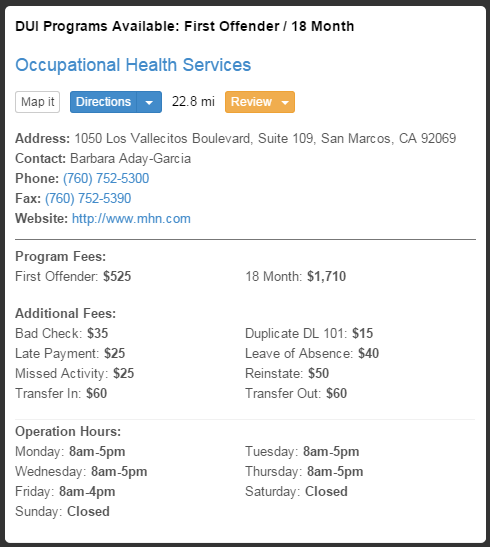 DUI Programs Available: First Offender / 18 Month
Occupational Health Services
Map it Directions 22.8 mi Review
Address: 1050 Los Vallecitos Boulevard, Suite 109, San Marcos, CA 92069
Contact: Barbara Aday-Garcia
Phone: (760) 752-5300
Fax: (760) 752-5390
Website: http://www.mhn.com
Program Fees:
First Offender: $525 18 Month: $1,710
Additional Fees:
Bad Check: $35 Duplicate DL 101: $15
Late Payment: $25 Leave of Absence: $40
Missed Activity: $25 Reinstate: $50
Transfer In: $60 Transfer Out: $60
Operation Hours:
Monday: 8am-5pm Tuesday: 8am-5pm
Wednesday: 8am-5pm Thursday: 8am-5pm
Friday: 8am-4pm Saturday: Closed
Sunday: Closed